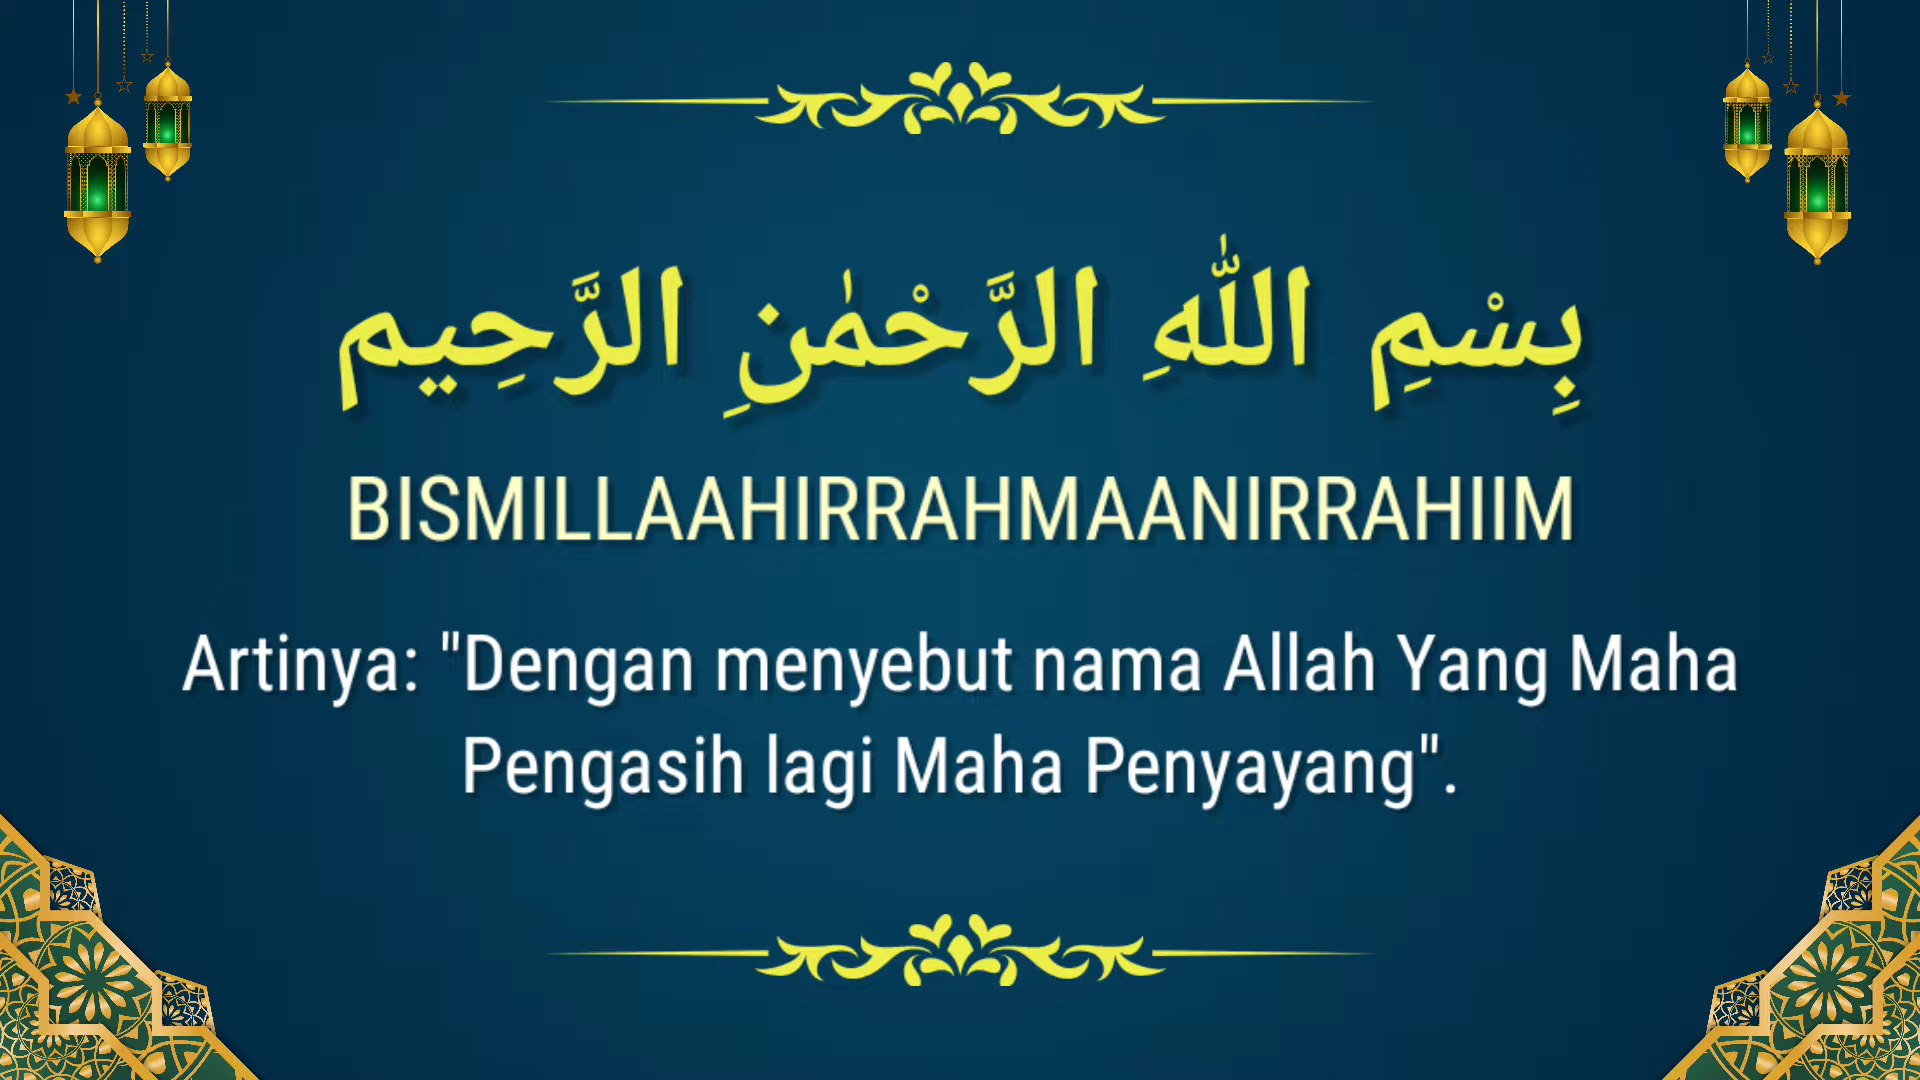 بِسْمِ اللّٰهِ الرَّحْمٰنِ الرَّحِيم
BISMILLAAHIRRAHMAANIRRAHIIM
Artinya: "Dengan menyebut nama Allah Yang Maha
Pengasih lagi Maha Penyayang".